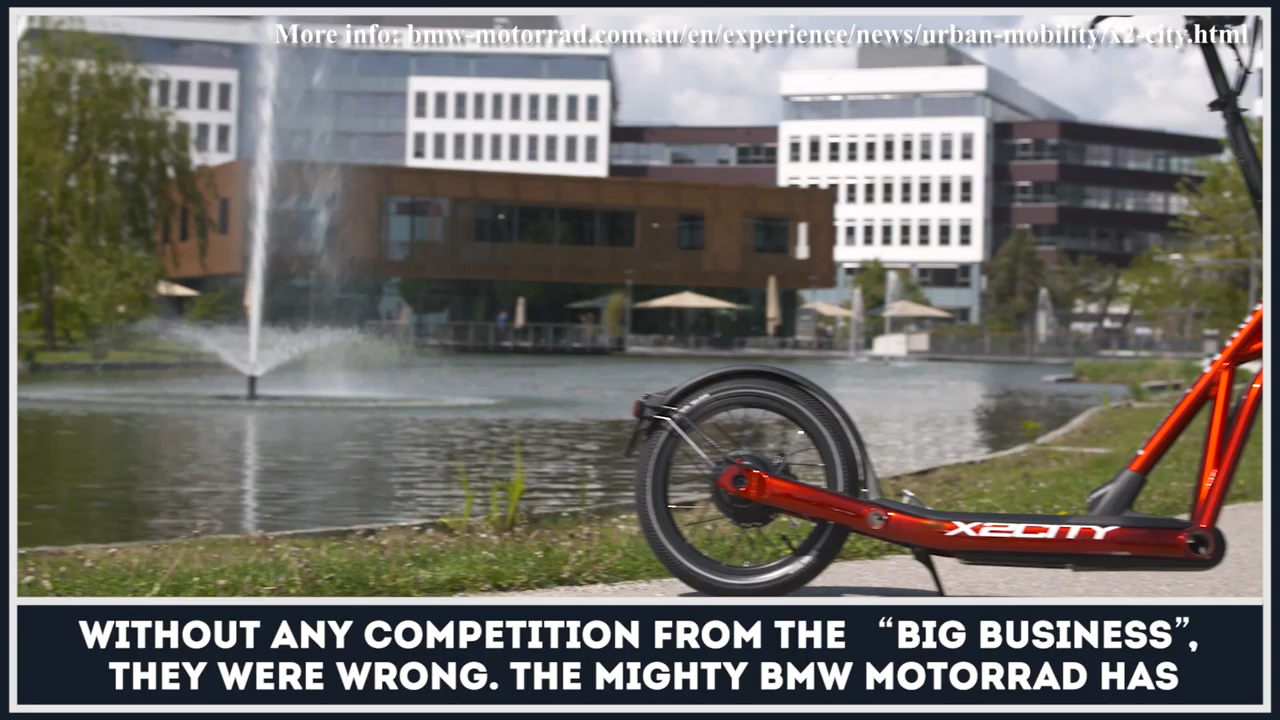 More info: bmw-motorrad.com.au/en/experience/news/urban-mobility/x2-city.html
X2CITY
WITHOUT ANY COMPETITION FROM THE “BIG BUSINESS”,
THEY WERE WRONG. THE MIGHTY BMW MOTORRAD HAS